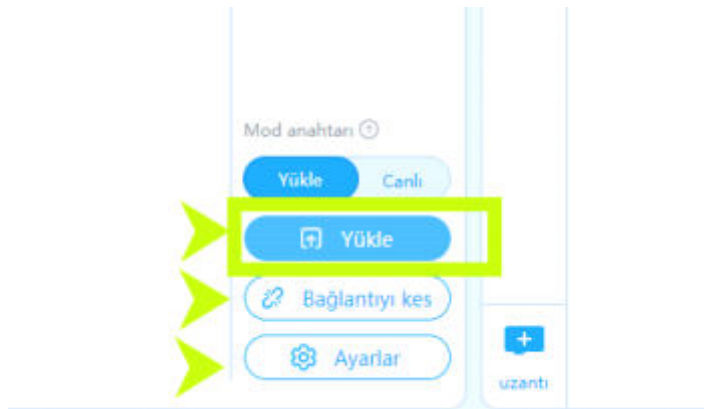 Mod anahtarı
Yükle Canlı
Yükle
Bağlantıyı kes
Ayarlar
uzantı